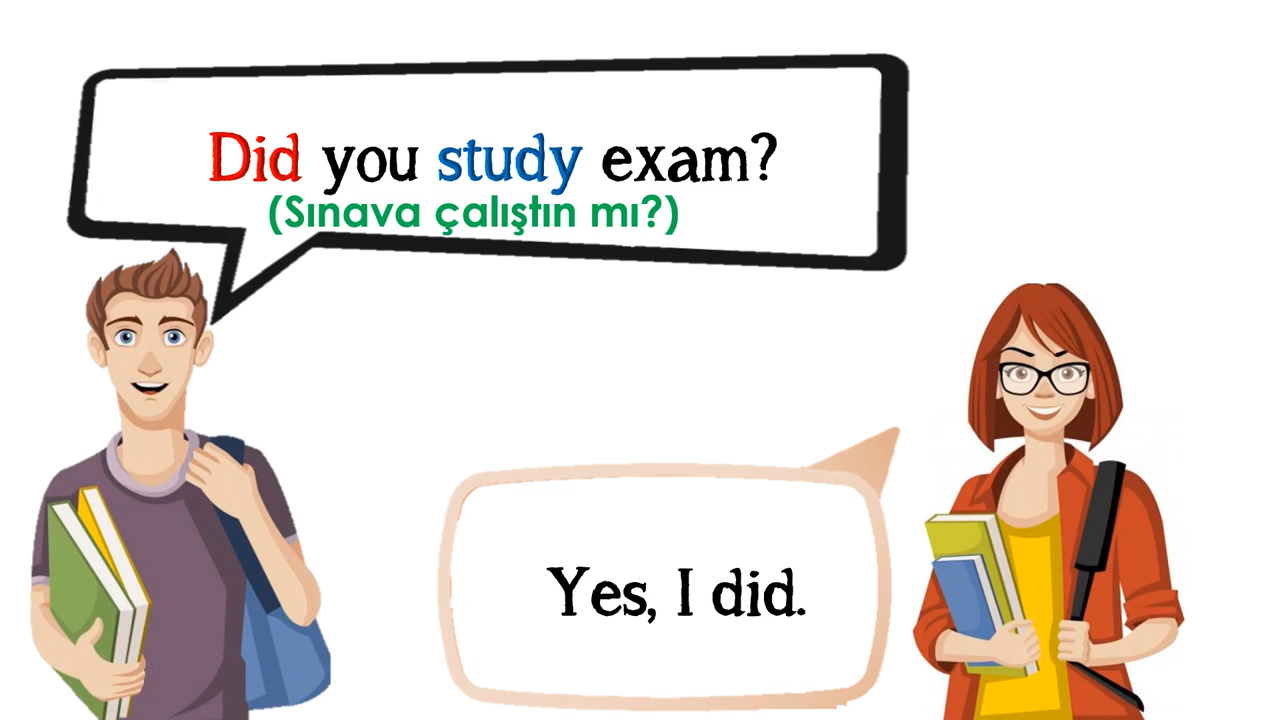 Did you study exam?
(Sınava çalıştın mı?)
Yes, I did.